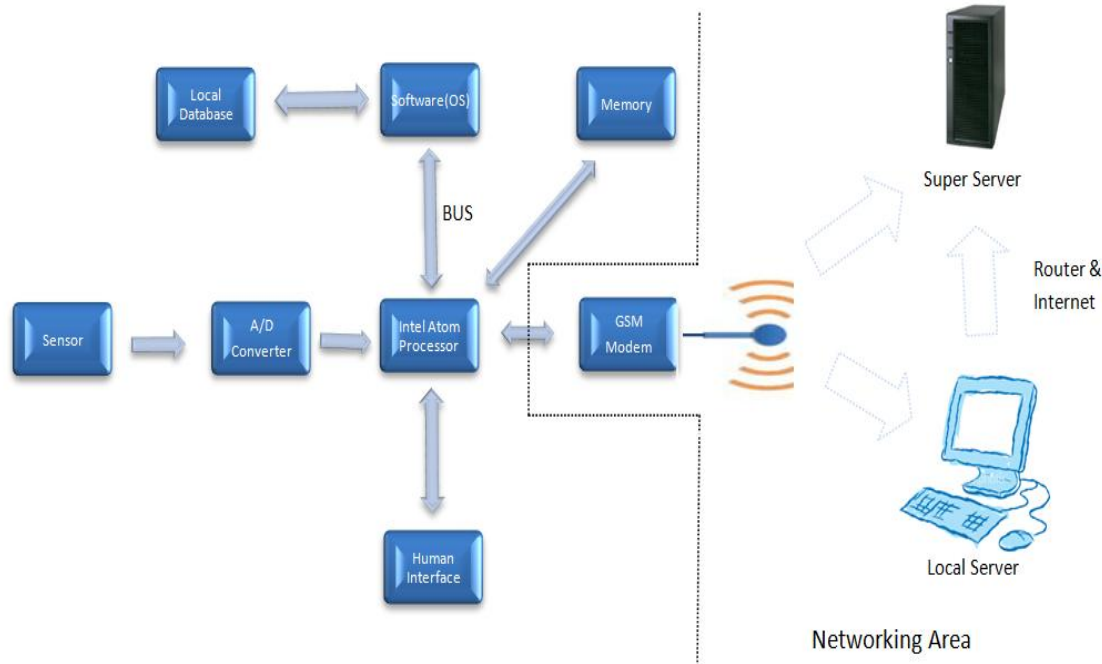 Local
Database
Software(OS)
Memory
Super Server
BUS
Router &
Internet
Sensor
A/D
Converter
Intel Atom
Processor
GSM
Modem
Human
Interface
Local Server
Networking Area